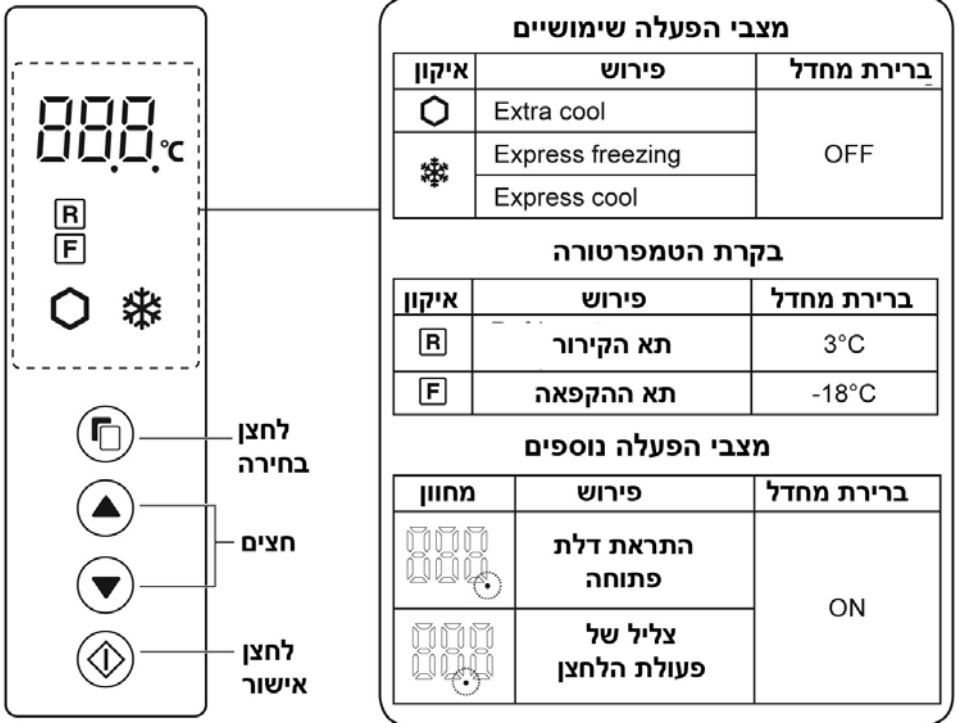 888.°C
R
F
לחצן
בחירה
חצים
לחצן
אישור
מצבי הפעלה שימושיים
איקון פירוש ברירת מחדל
Extra cool
Express freezing OFF
Express cool
בקרת הטמפרטורה
איקון פירוש ברירת מחדל
R תא הקירור 3°C
F תא ההקפאה -18°C
מצבי הפעלה נוספים
מחוון פירוש ברירת מחדל
888 התראת דלת
פתוחה
ON
888 צליל של
פעולת הלחצן